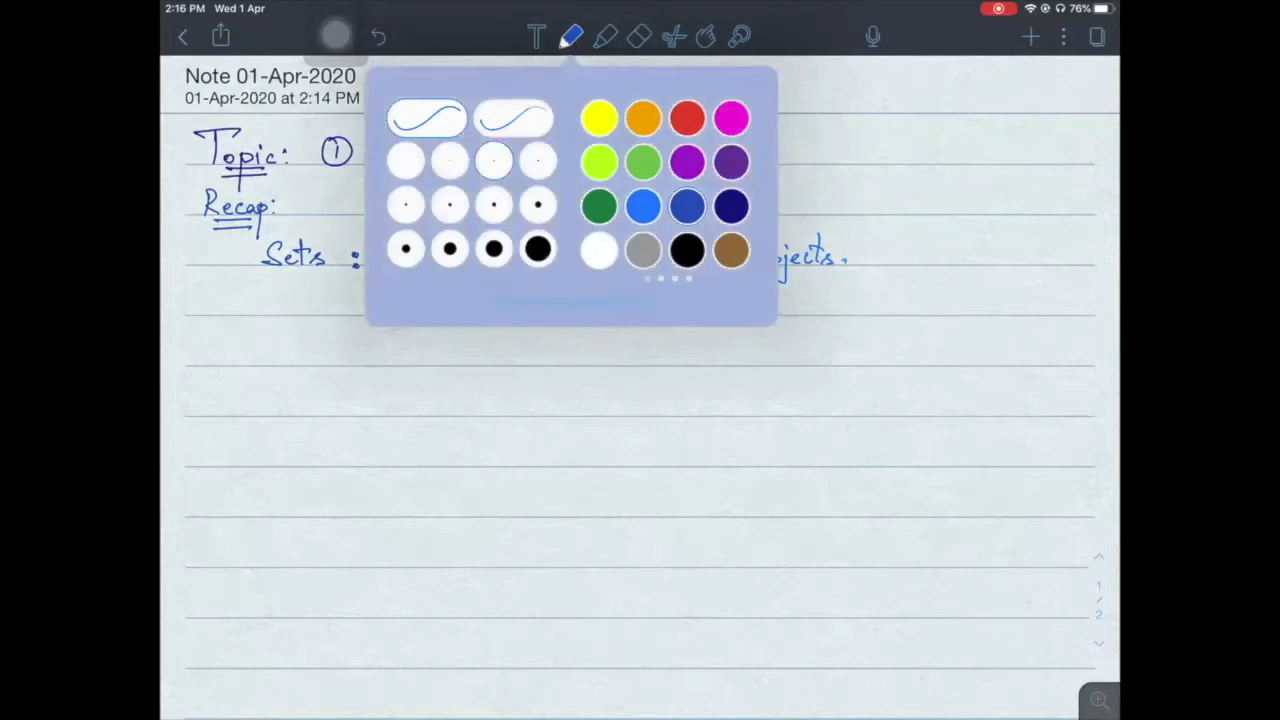 2:16 PM Wed 1 Apr 76%
T
Note 01-Apr-2020
01-Apr-2020 at 2:14 PM
Topic: ①
Recap:
Sets : jects.
1
/
2